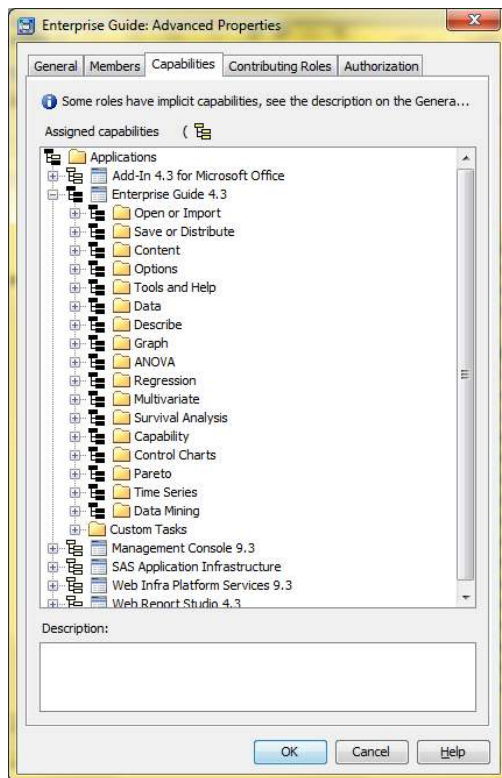 Enterprise Guide: Advanced Properties
General Members Capabilities Contributing Roles Authorization
Some roles have implicit capabilities, see the description on the Genera...
Assigned capabilities (
Applications
Add-In 4.3 for Microsoft Office
Enterprise Guide 4.3
Open or Import
Save or Distribute
Content
Options
Tools and Help
Data
Describe
Graph
ANOVA
Regression
Multivariate
Survival Analysis
Capability
Control Charts
Pareto
Time Series
Data Mining
Custom Tasks
Management Console 9.3
SAS Application Infrastructure
Web Infra Platform Services 9.3
Web Report Studio 4.3
Description:
OK Cancel Help